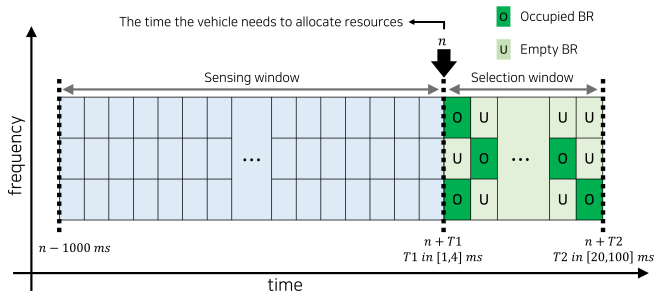 The time the vehicle needs to allocate resources
n
O Occupied BR
U Empty BR
Sensing window
Selection window
frequency
O U U U
... U O ... O U
O U U O
n − 1000 ms
n + T1
T1 in [1,4] ms
n + T2
T2 in [20,100] ms
time